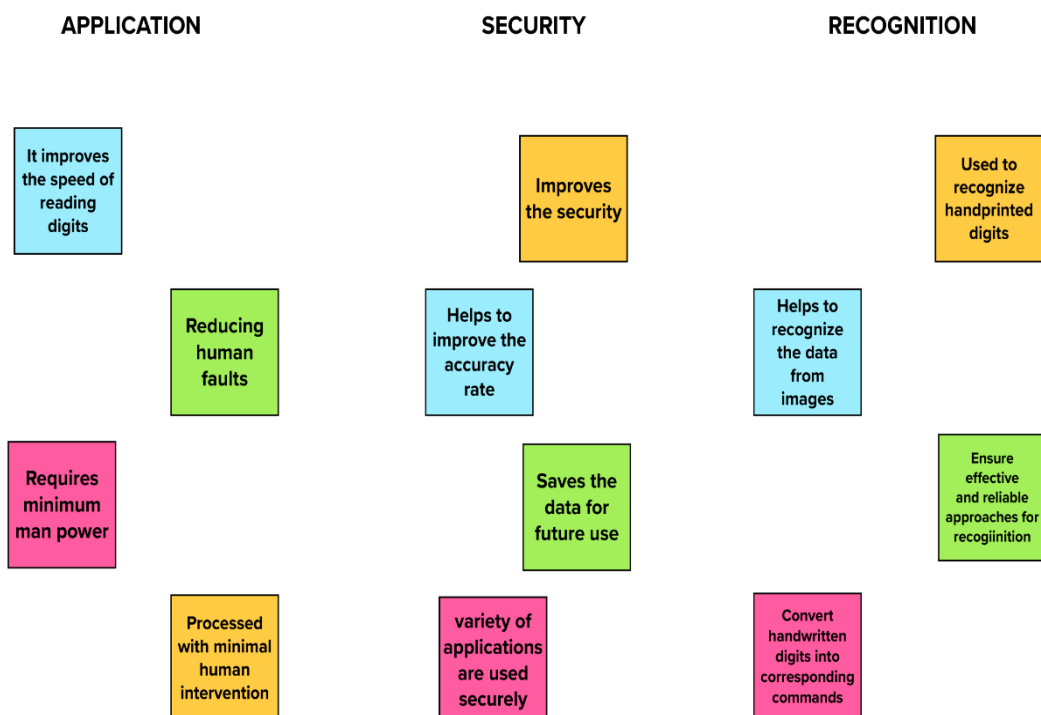 APPLICATION
SECURITY
RECOGNITION
It improves
the speed of
reading
digits
Improves
the security
Used to
recognize
handprinted
digits
Reducing
human
faults
Helps to
improve the
accuracy
rate
Helps to
recognize
the data
from
images
Requires
minimum
man power
Saves the
data for
future use
Ensure
effective
and reliable
approaches for
recogiinition
Processed
with minimal
human
intervention
variety of
applications
are used
securely
Convert
handwritten
digits into
corresponding
commands